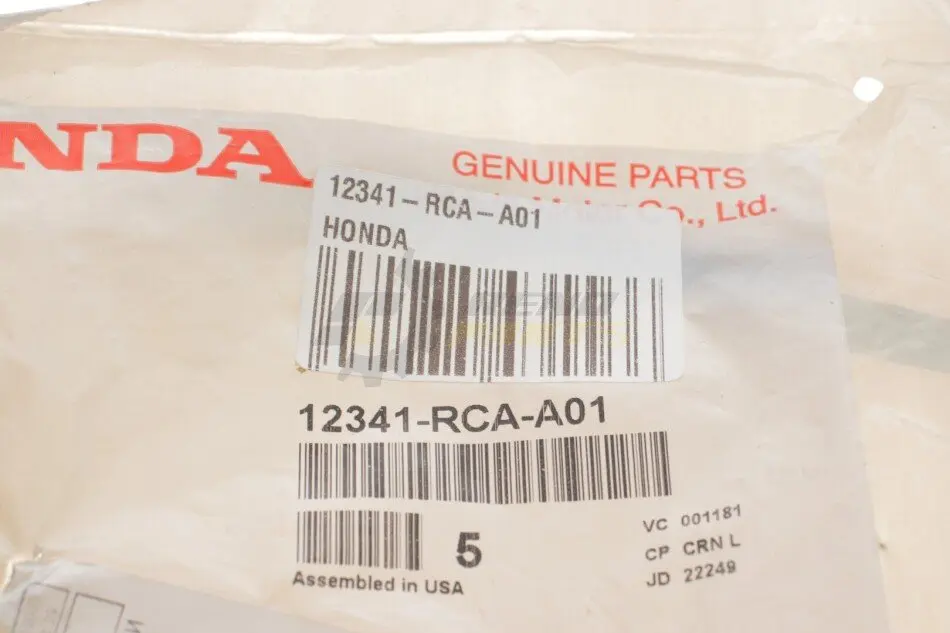 NDA
GENUINE PARTS
Co., Ltd.
12341-RCA-A01
HONDA
12341-RCA-A01
5
Assembled in USA
VC 001181
CP CRN L
JD 22249